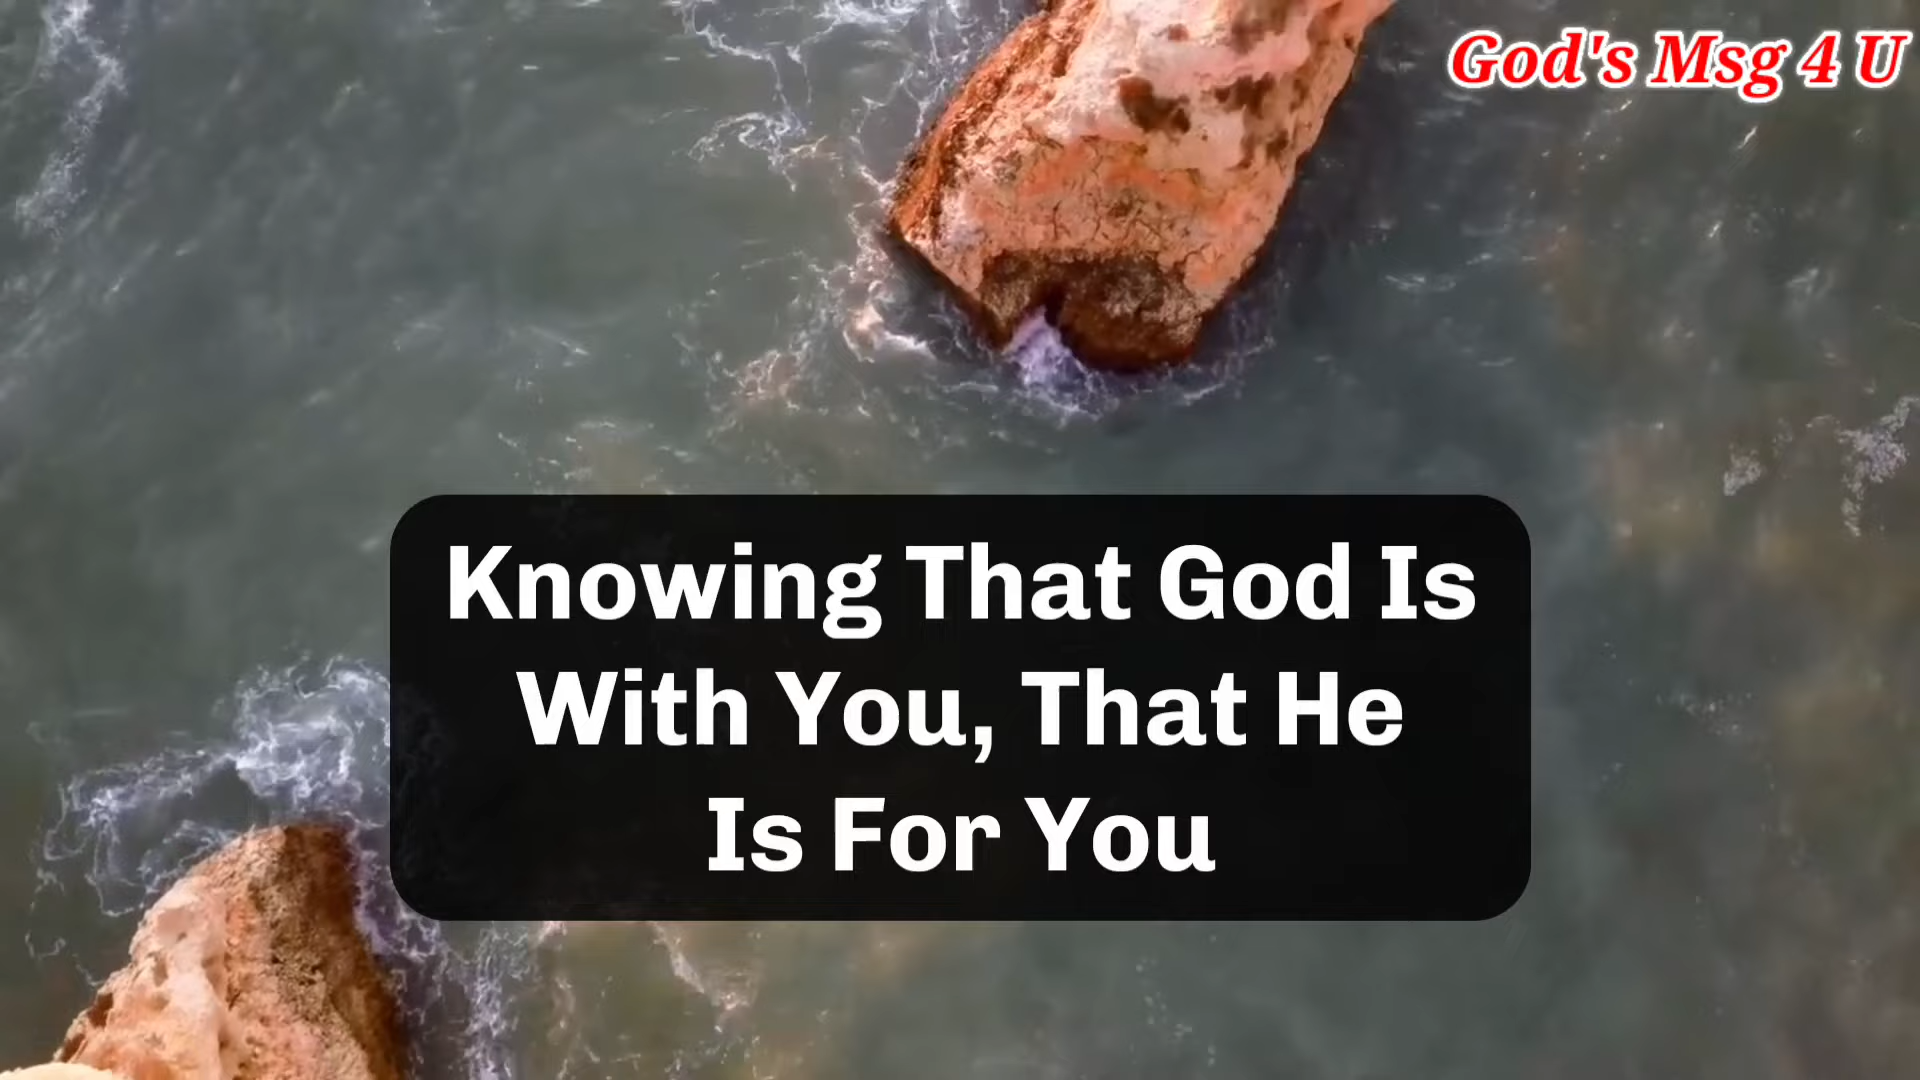 God's Msg 4 U
Knowing That God Is
With You, That He
Is For You